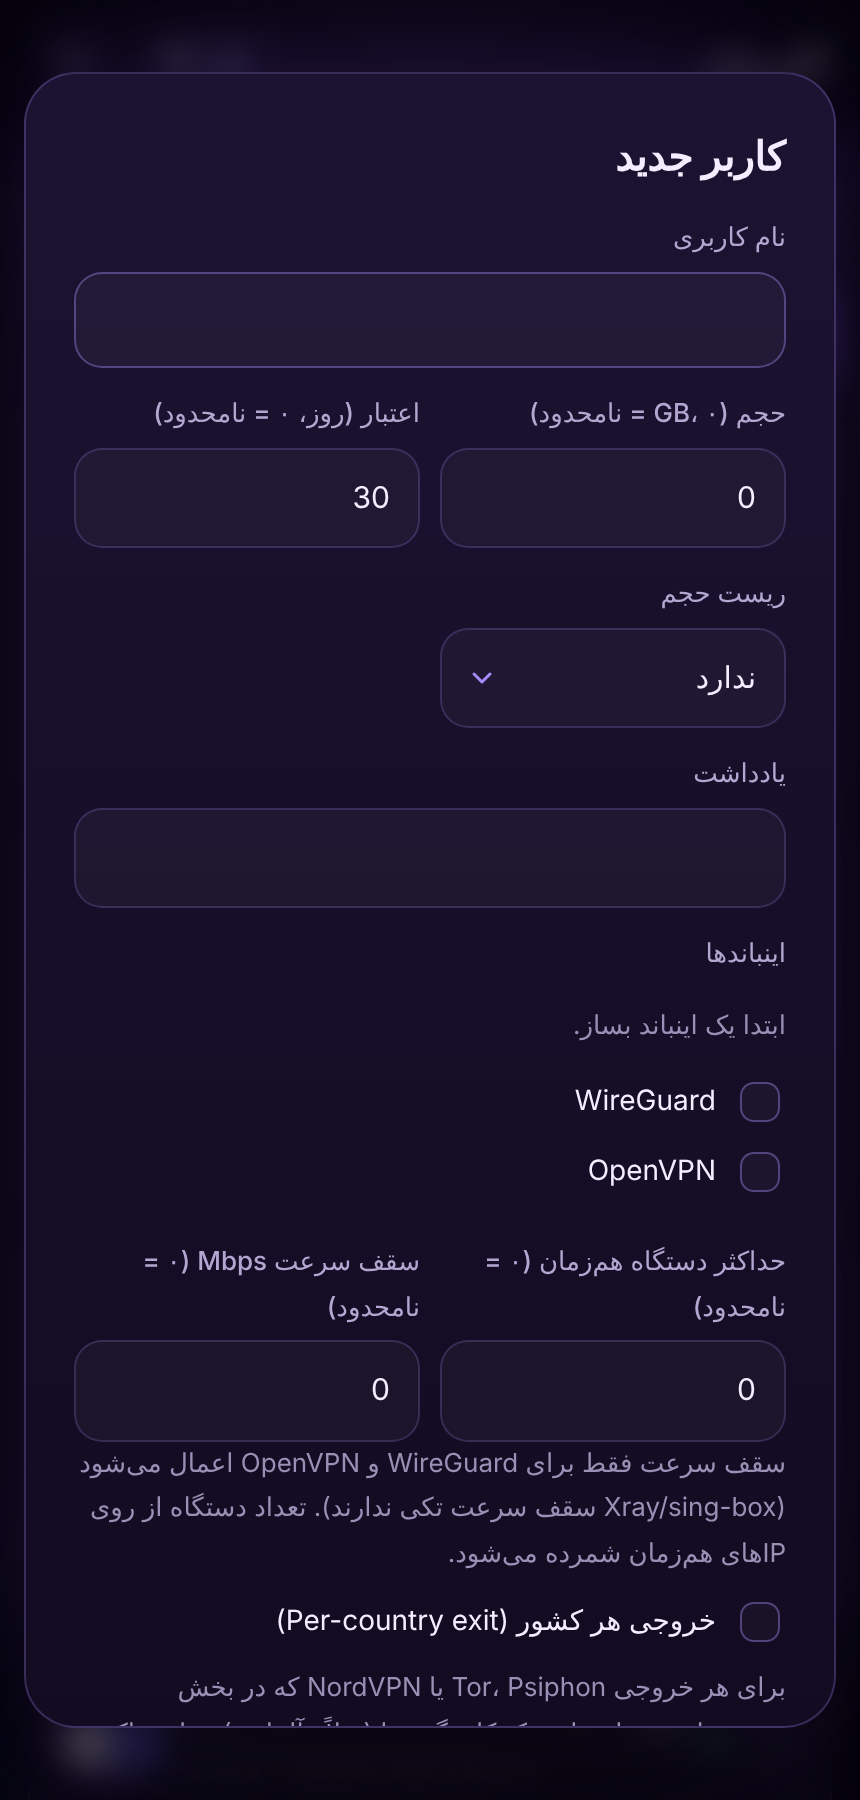 کاربر جدید
نام کاربری
حجم (GB، ۰ = نامحدود)
اعتبار (روز، ۰ = نامحدود)
0
30
ریست حجم
ندارد
یادداشت
اینباندها
ابتدا یک اینباند بساز.
WireGuard
OpenVPN
حداکثر دستگاه هم‌زمان (۰ =
نامحدود)
سقف سرعت Mbps (۰ =
نامحدود)
0
0
سقف سرعت فقط برای WireGuard و OpenVPN اعمال می‌شود
(Xray/sing-box سقف سرعت تکی ندارند). تعداد دستگاه از روی
IPهای هم‌زمان شمرده می‌شود.
خروجی هر کشور (Per-country exit)
برای هر خروجی Tor، Psiphon یا NordVPN که در بخش